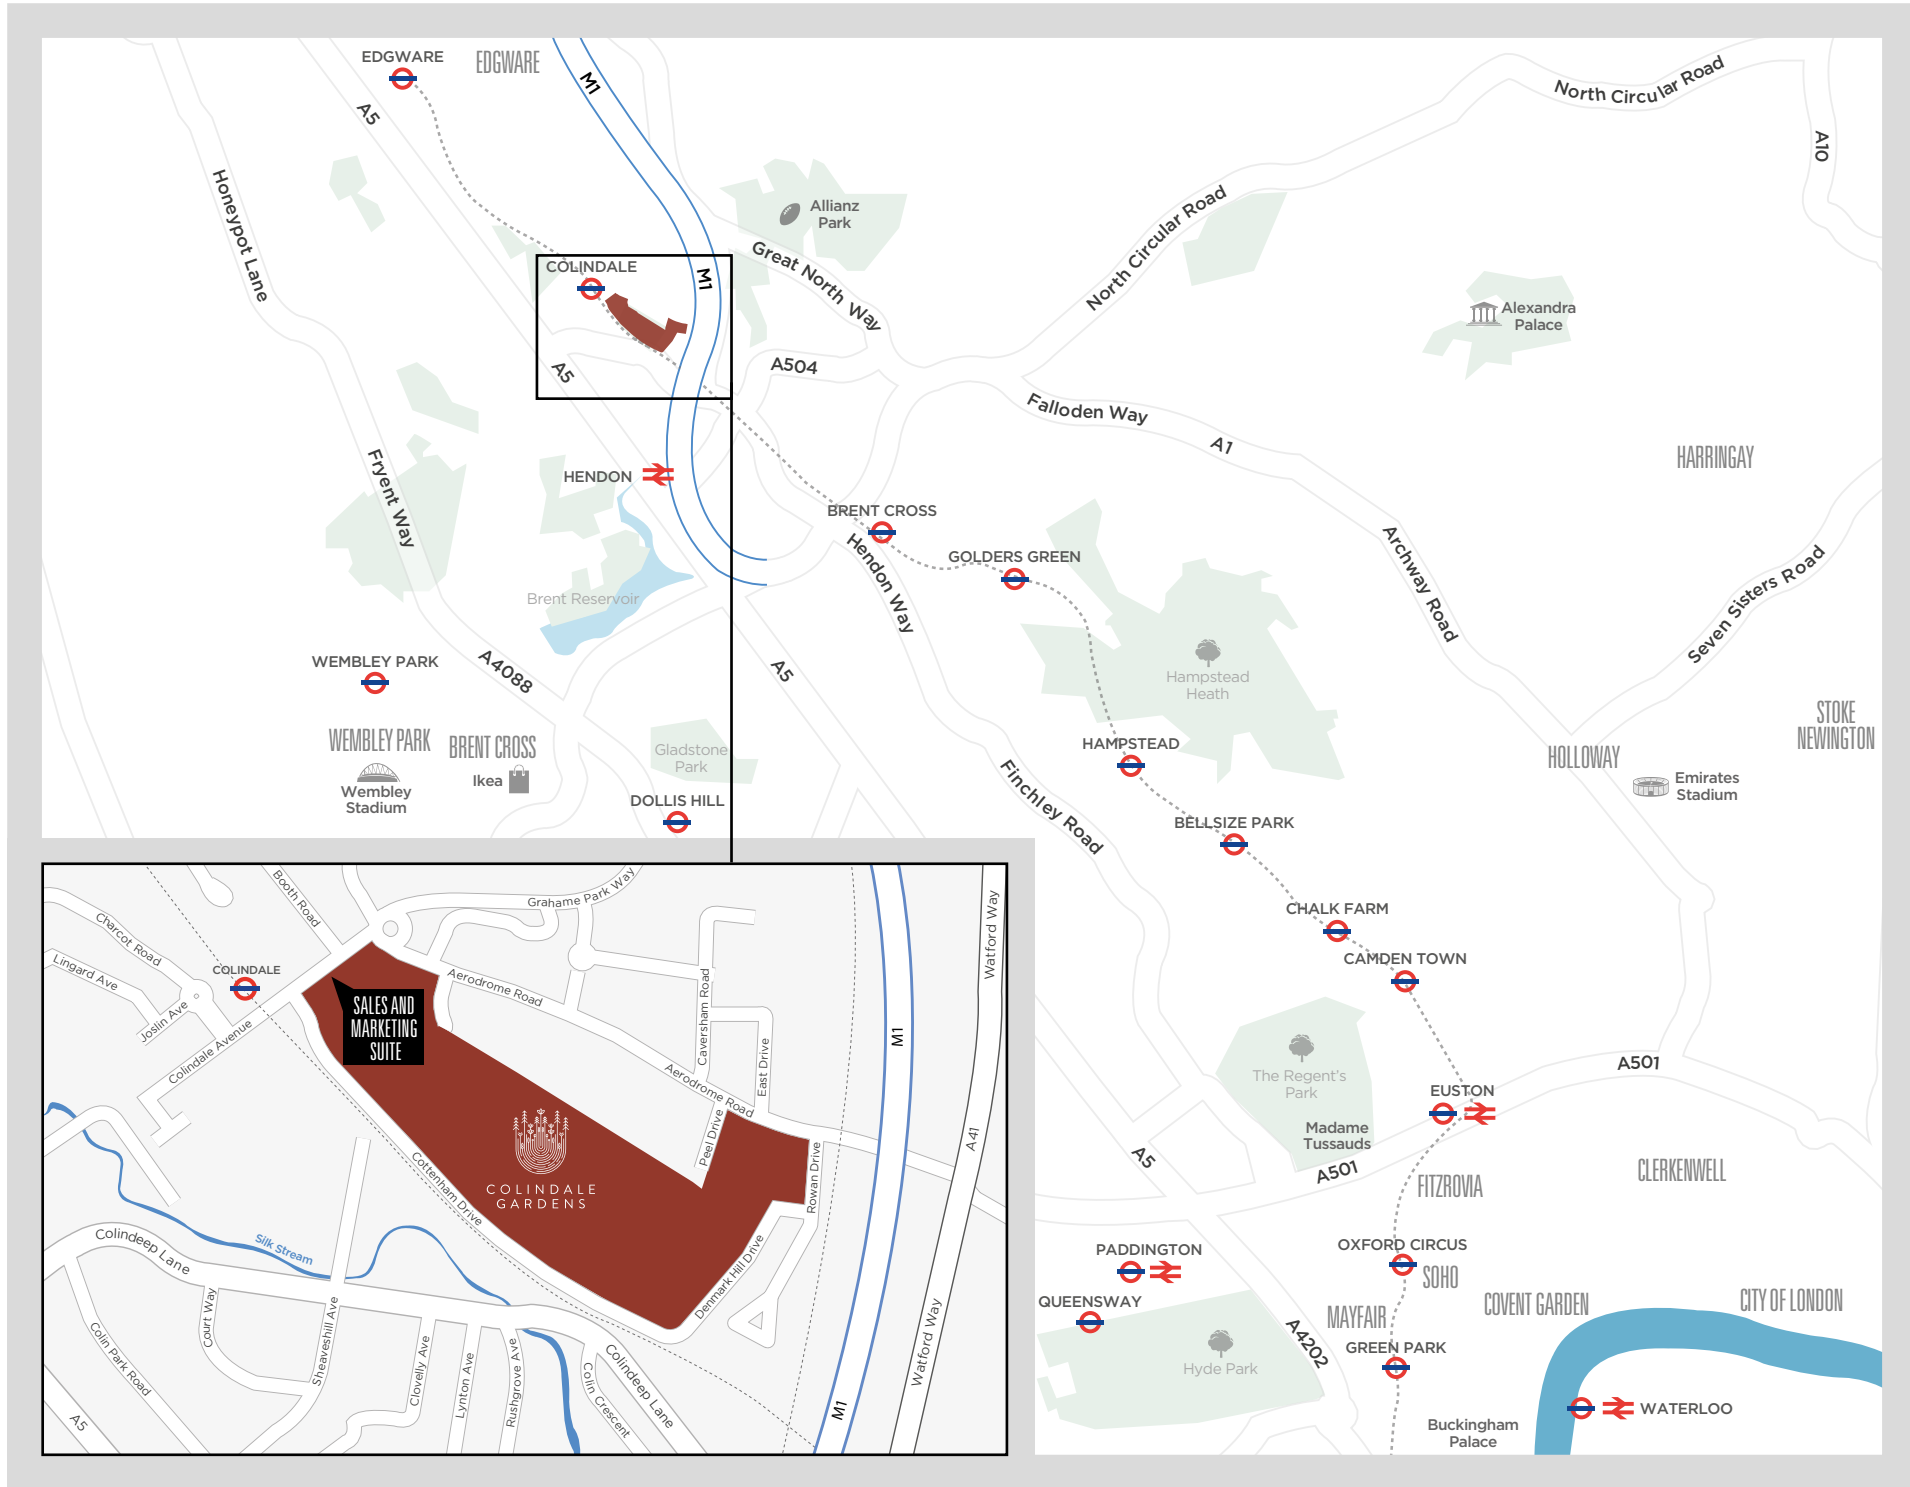 EDGWARE
EDGWARE
M1
A5
North Circular Road
A10
Honeypot Lane
Allianz
Park
Great North Way
North Circular Road
COLINDALE
M1
Alexandra
Palace
A5
A504
Falloden Way
A1
HARRINGAY
Fryent Way
HENDON
BRENT CROSS
Hendon Way
GOLDERS GREEN
Archway Road
Seven Sisters Road
Brent Reservoir
WEMBLEY PARK
A4088
A5
Hampstead
Heath
WEMBLEY PARK
BRENT CROSS
Ikea
Wembley
Stadium
Gladstone
Park
DOLLIS HILL
HAMPSTEAD
Finchley Road
HOLLOWAY
STOKE
NEWINGTON
Emirates
Stadium
BELLSIZE PARK
CHALK FARM
CAMDEN TOWN
The Regent's
Park
A501
EUSTON
Madame
Tussauds
A501
A5
FITZROVIA
CLERKENWELL
PADDINGTON
OXFORD CIRCUS
SOHO
QUEENSWAY
MAYFAIR
COVENT GARDEN
CITY OF LONDON
A4202
GREEN PARK
Hyde Park
WATERLOO
Buckingham
Palace
Booth Road
Grahame Park Way
Watford Way
Charcot Road
Lingard Ave
COLINDALE
Joslin Ave
Colindale Avenue
SALES AND
MARKETING
SUITE
Aerodrome Road
Caversham Road
East Drive
M1
Aerodrome Road
Peel Drive
A41
COLINDALE
GARDENS
Cottenham Drive
Rowan Drive
Denmark Hill Drive
Silk Stream
Colindeep Lane
Court Way
Sheaveshill Ave
Colin Park Road
Clovelly Ave
Lynton Ave
Rushgrove Ave
Colin Crescent
Colindeep Lane
Watford Way
M1
A5